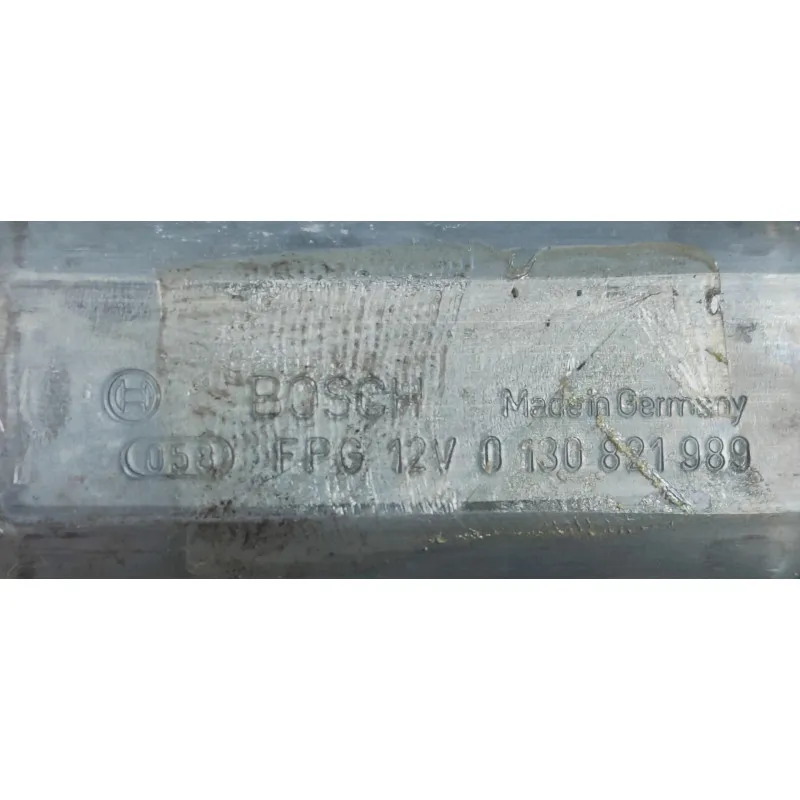 BOSCH Made in Germany
058 FPG 12V 0 130 821 989